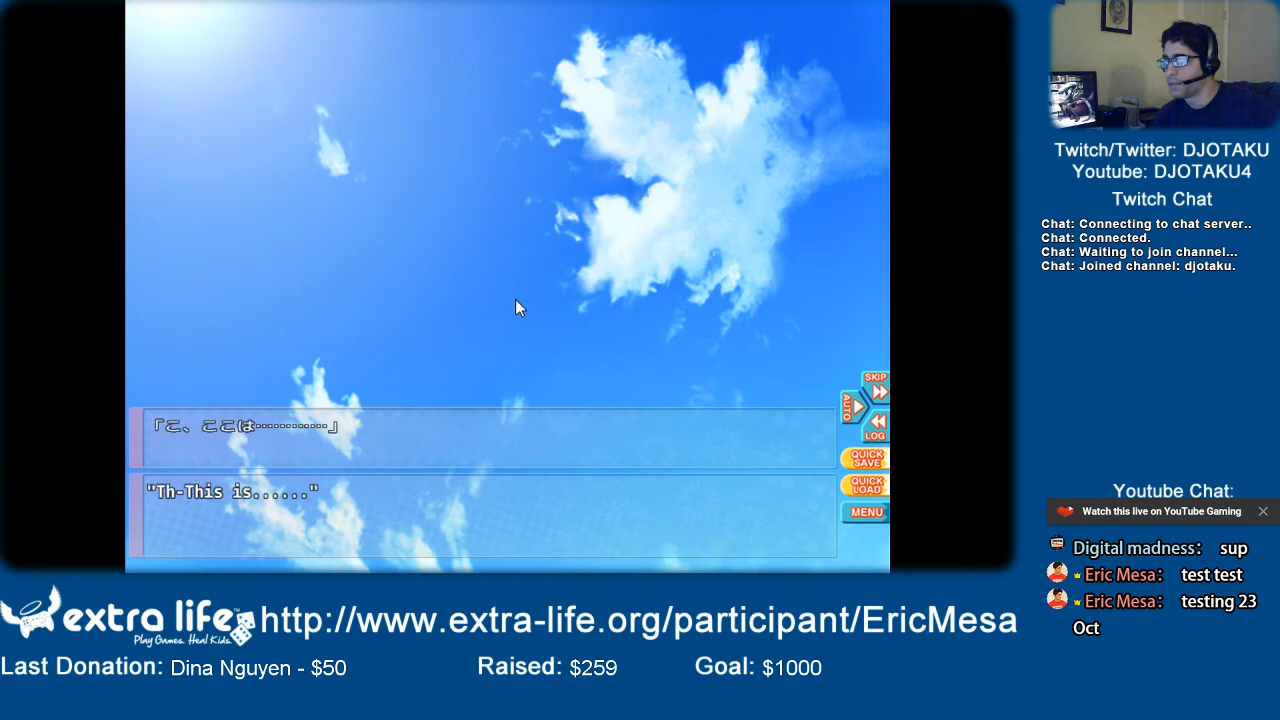 「こ、ここは…………」
"Th-This is......"
SKIP
AUTO
LOG
QUICK
SAVE
QUICK
LOAD
MENU
Twitch/Twitter: DJOTAKU
Youtube: DJOTAKU4
Twitch Chat
Chat: Connecting to chat server..
Chat: Connected.
Chat: Waiting to join channel...
Chat: Joined channel: djotaku.
Youtube Chat:
Watch this live on YouTube Gaming
Digital madness: sup
Eric Mesa: test test
Eric Mesa: testing 23
Oct
extra life
Play Games. Heal Kids.
http://www.extra-life.org/participant/EricMesa
Last Donation: Dina Nguyen - $50
Raised: $259
Goal: $1000